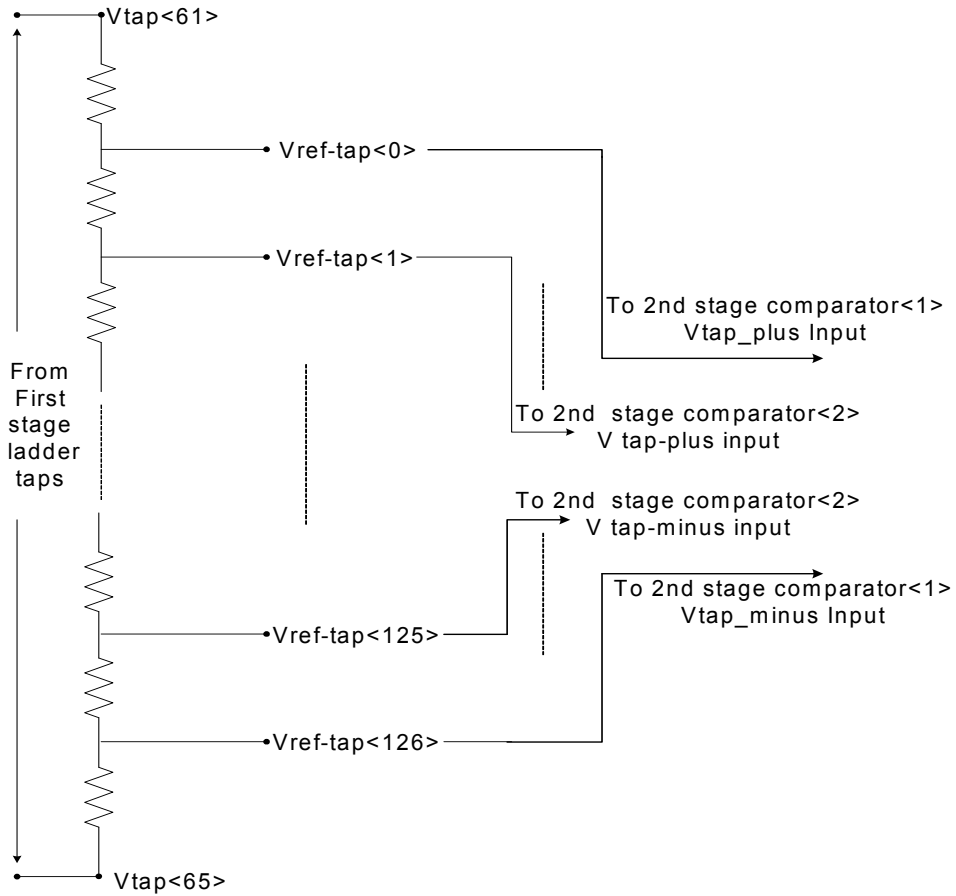 Vtap<61>
Vref-tap<0>
Vref-tap<1>
To 2nd stage comparator<1>
Vtap_plus Input
From
First
stage
ladder
taps
To 2nd stage comparator<2>
V tap-plus input
To 2nd stage comparator<2>
V tap-minus input
To 2nd stage comparator<1>
Vtap_minus Input
Vref-tap<125>
Vref-tap<126>
Vtap<65>